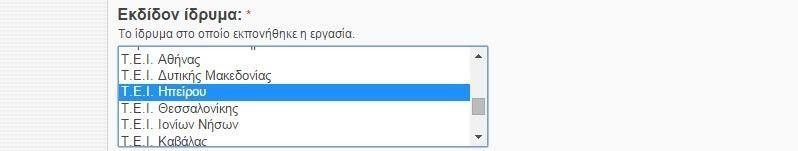 Εκδίδον ίδρυμα: *
Το ίδρυμα στο οποίο εκπονήθηκε η εργασία.
Τ.Ε.Ι. Αθήνας
Τ.Ε.Ι. Δυτικής Μακεδονίας
Τ.Ε.Ι. Ηπείρου
Τ.Ε.Ι. Θεσσαλονίκης
Τ.Ε.Ι. Ιονίων Νήσων
Τ.Ε.Ι. Καβάλας